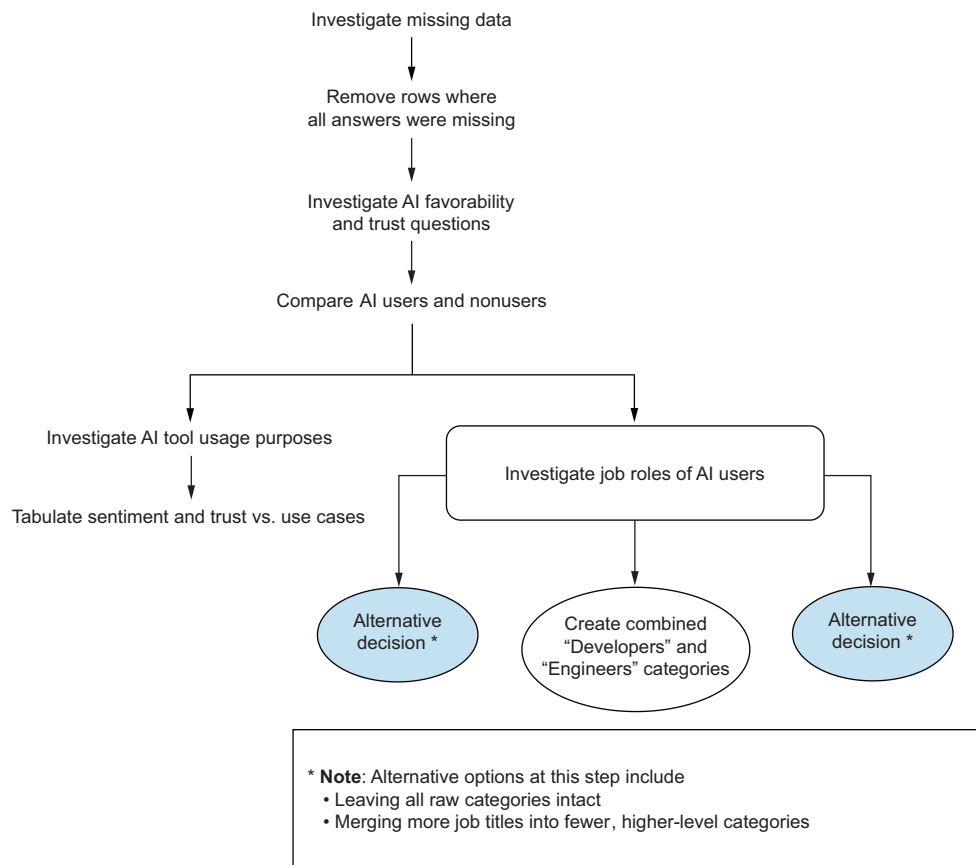 Investigate missing data
Remove rows where
all answers were missing
Investigate AI favorability
and trust questions
Compare AI users and nonusers
Investigate AI tool usage purposes
Tabulate sentiment and trust vs. use cases
Investigate job roles of AI users
Alternative
decision *
Create combined
“Developers” and
“Engineers” categories
Alternative
decision *
* Note: Alternative options at this step include
• Leaving all raw categories intact
• Merging more job titles into fewer, higher-level categories